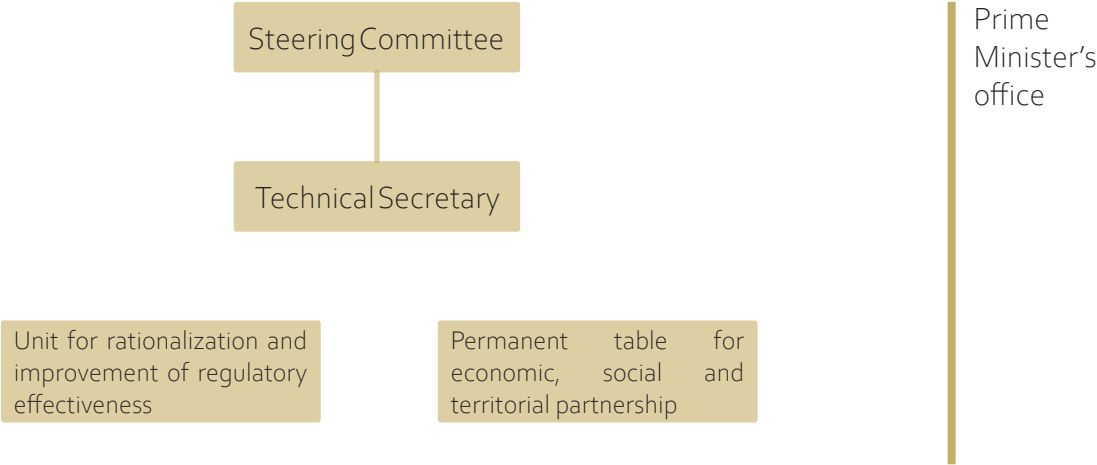 Steering Committee
Technical Secretary
Unit for rationalization and
improvement of regulatory
effectiveness
Permanent table for
economic, social and
territorial partnership
Prime
Minister’s
office